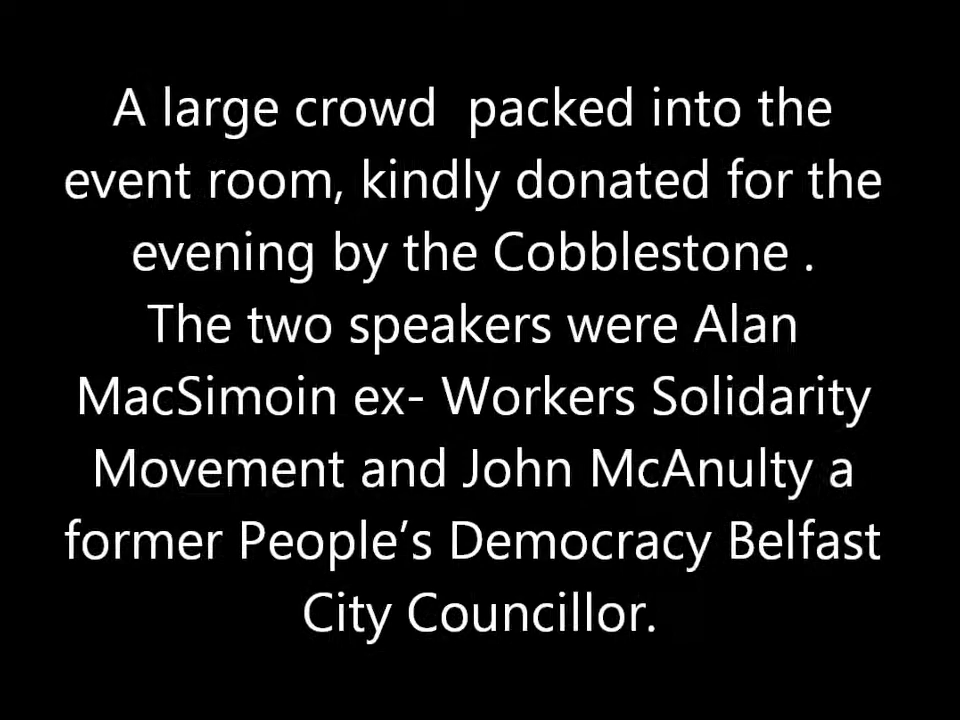 A large crowd  packed into the
event room, kindly donated for the
evening by the Cobblestone .
The two speakers were Alan
MacSimoin ex- Workers Solidarity
Movement and John McAnulty a
former People’s Democracy Belfast
City Councillor.